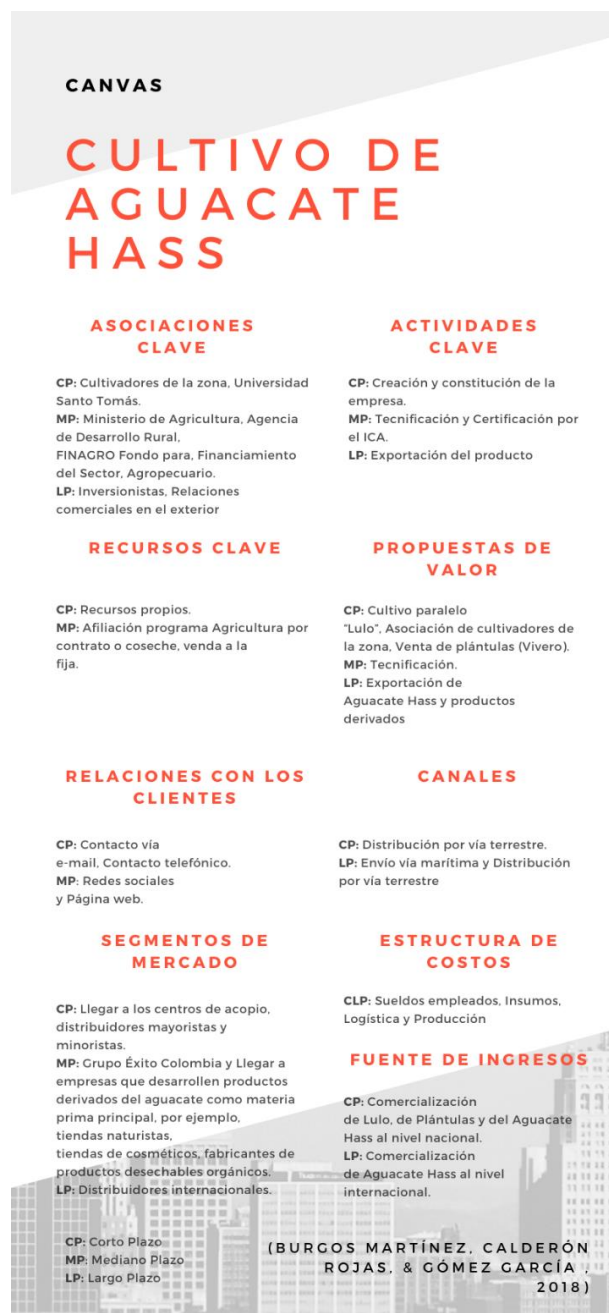 CANVAS
CULTIVO DE
AGUACATE
HASS
ASOCIACIONES
CLAVE
CP: Cultivadores de la zona, Universidad
Santo Tomás.
MP: Ministerio de Agricultura, Agencia
de Desarrollo Rural,
FINAGRO Fondo para, Financiamiento
del Sector, Agropecuario.
LP: Inversionistas, Relaciones
comerciales en el exterior
ACTIVIDADES
CLAVE
CP: Creación y constitución de la
empresa.
MP: Tecnificación y Certificación por
el ICA.
LP: Exportación del producto
RECURSOS CLAVE
CP: Recursos propios.
MP: Afiliación programa Agricultura por
contrato o coseche, venda a la
fija.
PROPUESTAS DE
VALOR
CP: Cultivo paralelo
“Lulo”, Asociación de cultivadores de
la zona, Venta de plántulas (Vivero).
MP: Tecnificación.
LP: Exportación de
Aguacate Hass y productos
derivados
RELACIONES CON LOS
CLIENTES
CP: Contacto vía
e-mail, Contacto telefónico.
MP: Redes sociales
y Página web.
CANALES
CP: Distribución por vía terrestre.
LP: Envío vía marítima y Distribución
por vía terrestre
SEGMENTOS DE
MERCADO
CP: Llegar a los centros de acopio,
distribuidores mayoristas y
minoristas.
MP: Grupo Éxito Colombia y Llegar a
empresas que desarrollen productos
derivados del aguacate como materia
prima principal, por ejemplo,
tiendas naturistas,
tiendas de cosméticos, fabricantes de
productos desechables orgánicos.
LP: Distribuidores internacionales.
ESTRUCTURA DE
COSTOS
CLP: Sueldos empleados, Insumos,
Logística y Producción
FUENTE DE INGRESOS
CP: Comercialización
de Lulo, de Plántulas y del Aguacate
Hass al nivel nacional.
LP: Comercialización
de Aguacate Hass al nivel
internacional.
CP: Corto Plazo
MP: Mediano Plazo
LP: Largo Plazo
(BURGOS MARTÍNEZ, CALDERÓN
ROJAS, & GÓMEZ GARCÍA ,
2018)